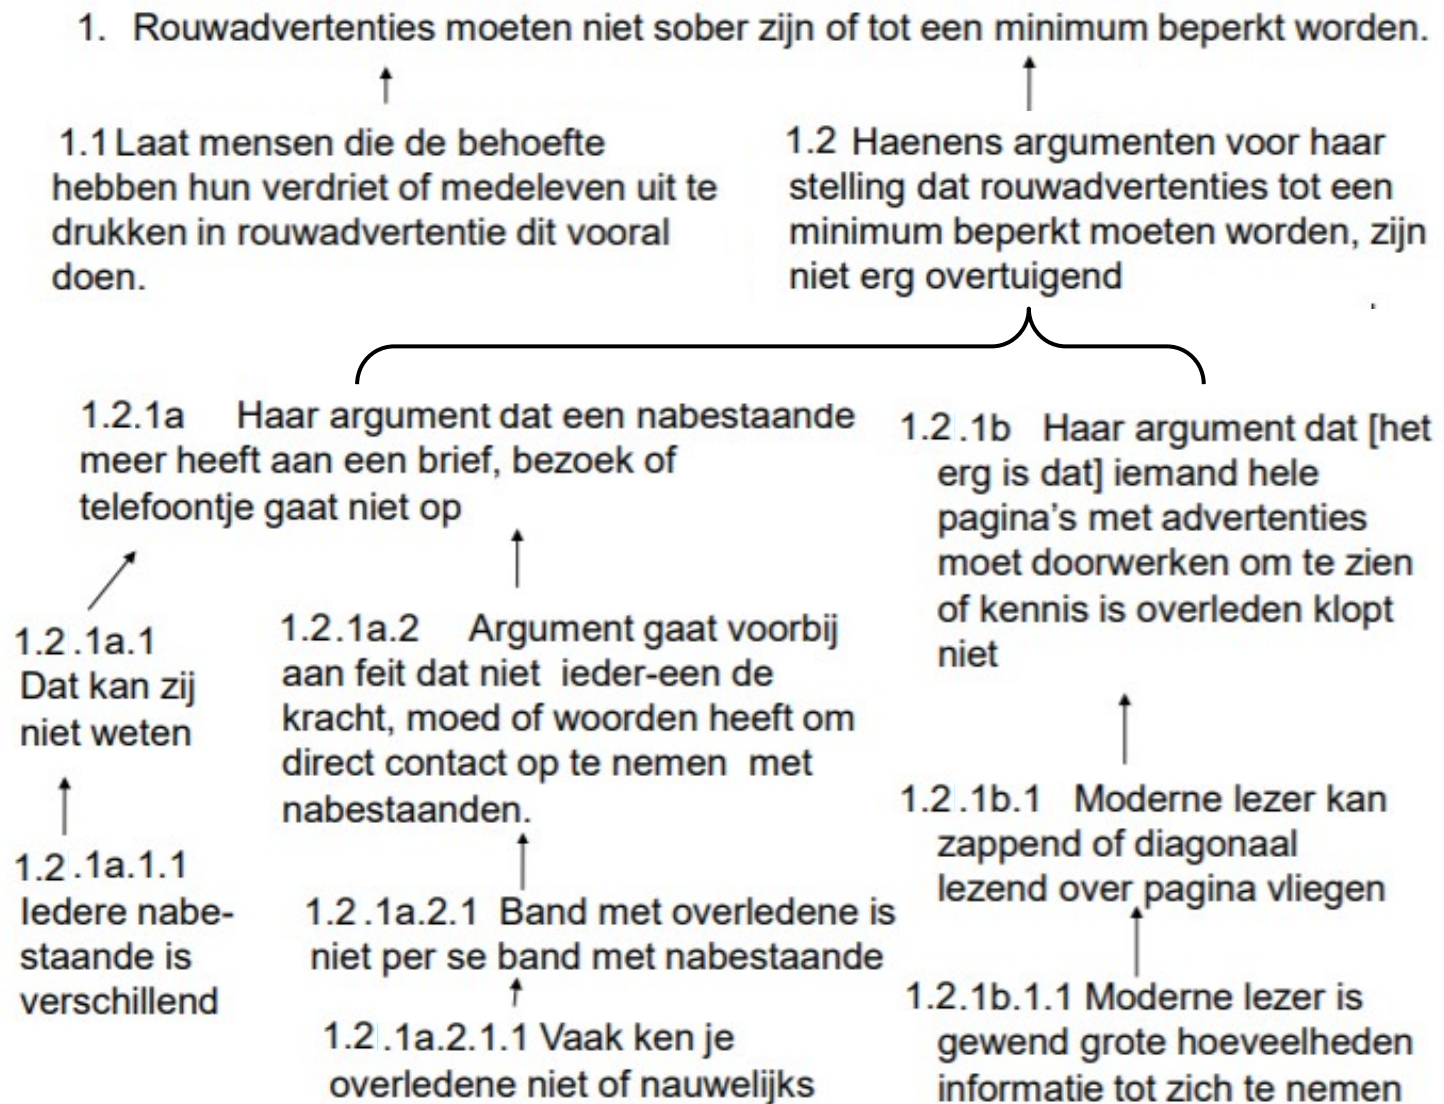 1. Rouwadvertenties moeten niet sober zijn of tot een minimum beperkt worden.
1.1 Laat mensen die de behoefte
hebben hun verdriet of medeleven uit te
drukken in rouwadvertentie dit vooral
doen.
1.2 Haenens argumenten voor haar
stelling dat rouwadvertenties tot een
minimum beperkt moeten worden, zijn
niet erg overtuigend
1.2.1a Haar argument dat een nabestaande
meer heeft aan een brief, bezoek of
telefoontje gaat niet op
1.2.1b Haar argument dat [het
erg is dat] iemand hele
pagina's met advertenties
moet doorwerken om te zien
of kennis is overleden klopt
niet
1.2.1a.1
Dat kan zij
niet weten
1.2.1a.2 Argument gaat voorbij
aan feit dat niet ieder-een de
kracht, moed of woorden heeft om
direct contact op te nemen met
nabestaanden.
1.2.1b.1 Moderne lezer kan
zappend of diagonaal
lezend over pagina vliegen
1.2.1a.1.1
Iedere nabe-
staande is
verschillend
1.2.1a.2.1 Band met overledene is
niet per se band met nabestaande
1.2.1a.2.1.1 Vaak ken je
overledene niet of nauwelijks
1.2.1b.1.1 Moderne lezer is
gewend grote hoeveelheden
informatie tot zich te nemen